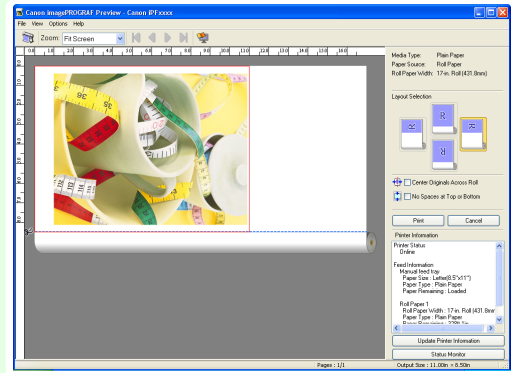 Canon imagePROGRAF Preview - Canon iPFxxxx
File View Options Help
Zoom: Fit Screen
Media Type: Plain Paper
Paper Source: Roll Paper
Roll Paper Width: 17-in. Roll(431.8mm)
Layout Selection
Center Originals Across Roll
No Spaces at Top or Bottom
Print Cancel
Printer Information
Printer Status
Online
Feed Information
Manual feed tray
Paper Size : Letter(8.5"x11")
Paper Type : Plain Paper
Paper Remaining : Loaded
Roll Paper 1
Roll Paper Width : 17-in. Roll (431.8mr
Paper Type : Plain Paper
Update Printer Information
Status Monitor
Pages : 1/1 Output Size : 11.00in × 8.50in